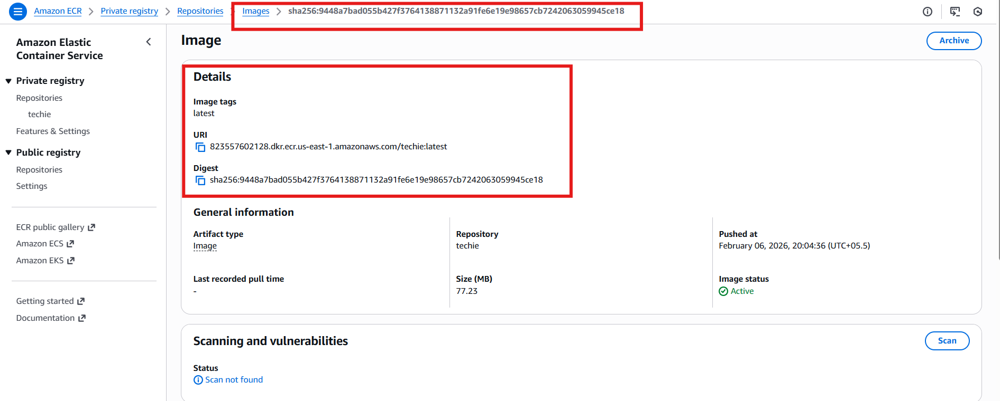 Amazon ECR > Private registry > Repositories > Images > sha256:9448a7bad055b427f3764138871132a91fe6e19e98657cb7242063059945ce18
Amazon Elastic
Container Service
Private registry
Repositories
techie
Features & Settings
Public registry
Repositories
Settings
ECR public gallery
Amazon ECS
Amazon EKS
Getting started
Documentation
Image
Archive
Details
Image tags
latest
URI
823557602128.dkr.ecr.us-east-1.amazonaws.com/techie:latest
Digest
sha256:9448a7bad055b427f3764138871132a91fe6e19e98657cb7242063059945ce18
General information
Artifact type
Image
Repository
techie
Pushed at
February 06, 2026, 20:04:36 (UTC+05.5)
Last recorded pull time
-
Size (MB)
77.23
Image status
Active
Scanning and vulnerabilities
Scan
Status
Scan not found